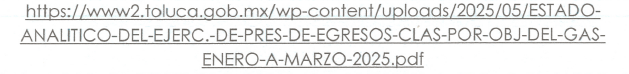 https://www2.toluca.gob.mx/wp-content/uploads/2025/05/ESTADO-
ANALITICO-DEL-EJERC.-DE-PRES-DE-EGRESOS-CLAS-POR-OBJ-DEL-GAS-
ENERO-A-MARZO-2025.pdf